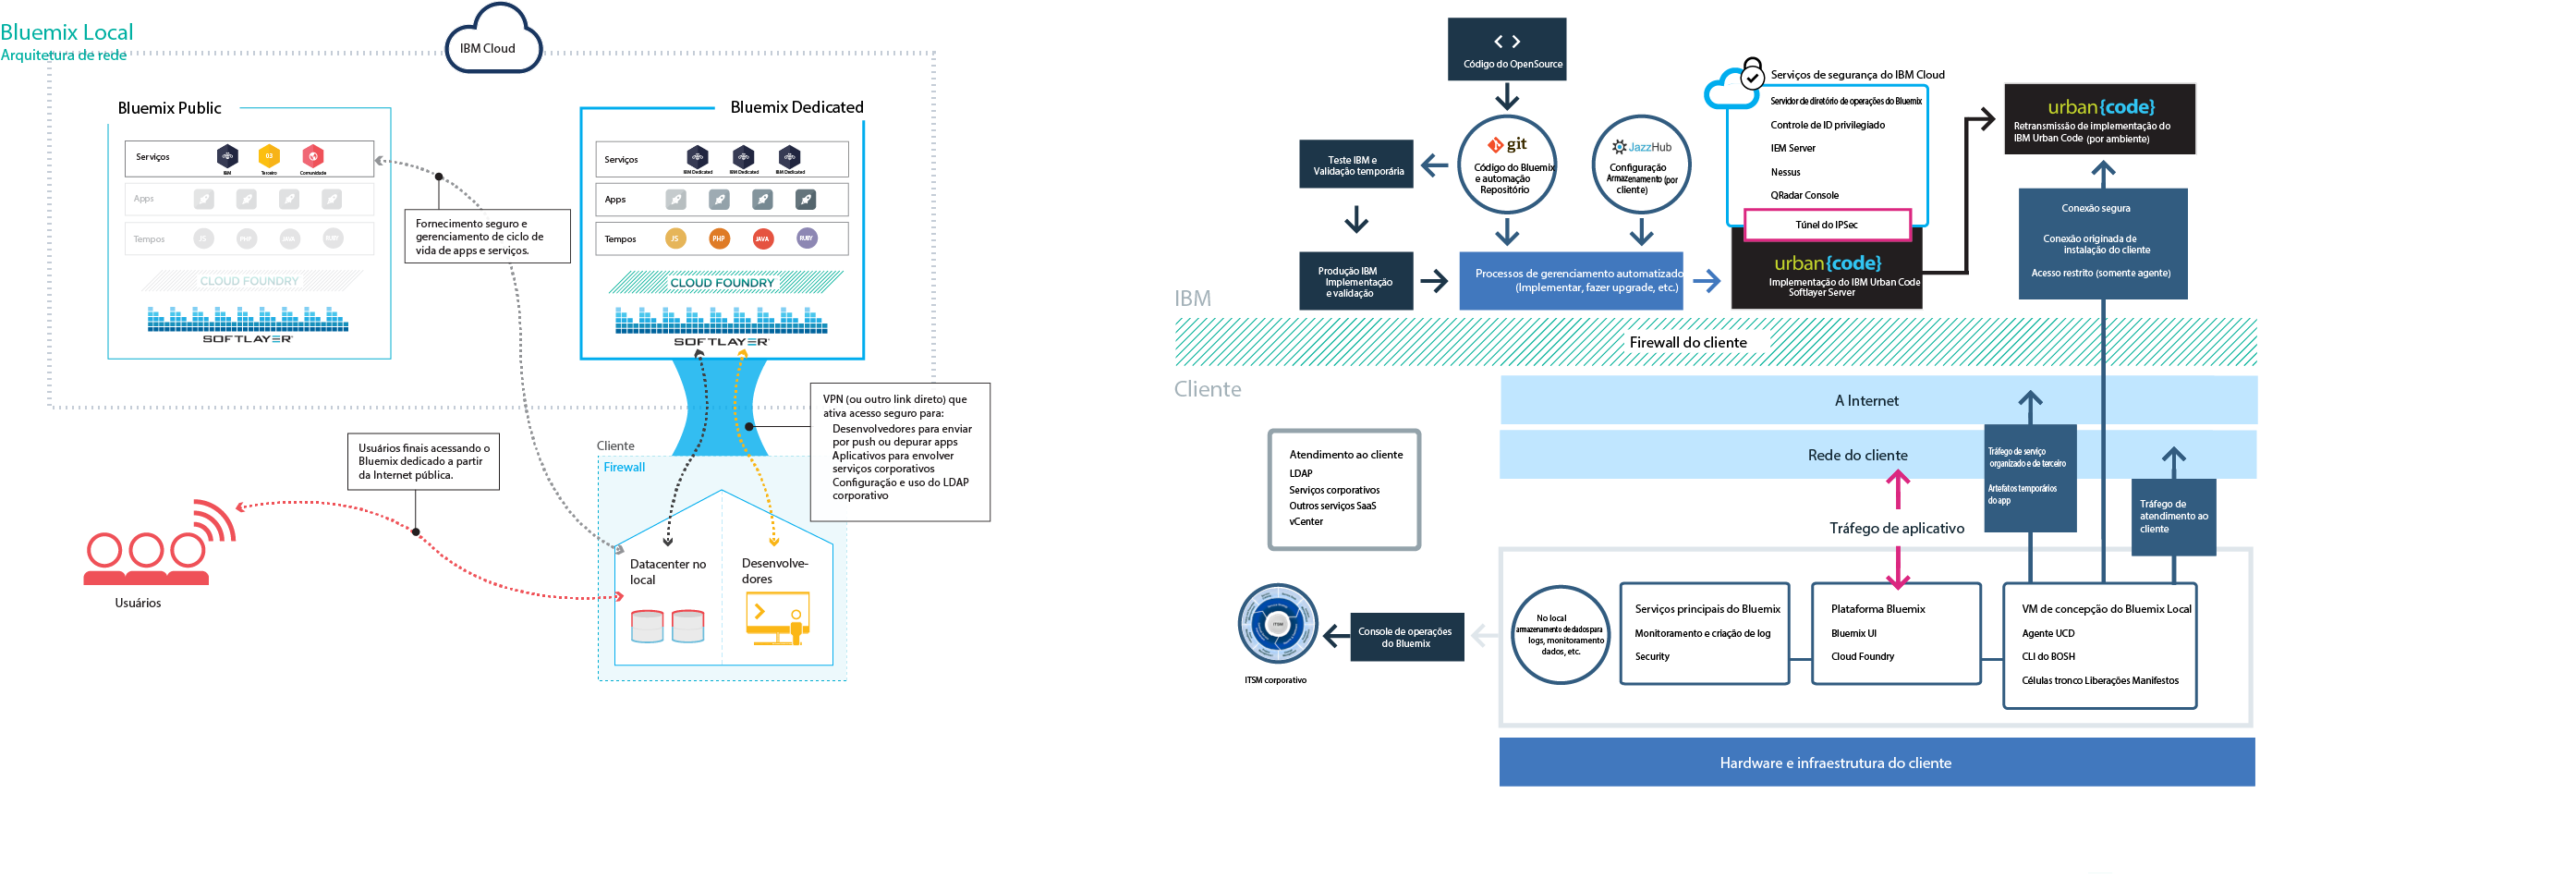 Bluemix Local
Arquitetura de rede
IBM Cloud
Bluemix Public
Serviços
IBM
03
Terceiro
Comunidade
Apps
Tempos
JS
PHP
JAVA
RUBY
CLOUD FOUNDRY
SOFTLAYER
Bluemix Dedicated
Serviços
IBM Dedicated
IBM Dedicated
IBM Dedicated
Apps
Tempos
JS
PHP
JAVA
RUBY
CLOUD FOUNDRY
SOFTLAYER
Fornecimento seguro e
gerenciamento de ciclo de
vida de apps e serviços.
VPN (ou outro link direto) que
ativa acesso seguro para:
Desenvolvedores para enviar
por push ou depurar apps
Aplicativos para envolver
serviços corporativos
Configuração e uso do LDAP
corporativo
Usuários finais acessando o
Bluemix dedicado a partir
da Internet pública.
Usuários
Cliente
Firewall
Datacenter no
local
Desenvolve-
dores
Código do OpenSource
git
Código do Bluemix
e automação
Repositório
JazzHub
Configuração
Armazenamento (por
cliente)
Teste IBM e
Validação temporária
Produção IBM
Implementação
e validação
Processos de gerenciamento automatizado
(Implementar, fazer upgrade, etc.)
Serviços de segurança do IBM Cloud
Servidor de diretório de operações do Bluemix
Controle de ID privilegiado
IEM Server
Nessus
QRadar Console
Túnel do IPSec
urban{code}
Implementação do IBM Urban Code
Softlayer Server
urban{code}
Retransmissão de implementação do
IBM Urban Code (por ambiente)
Conexão segura
Conexão originada de
instalação do cliente
Acesso restrito (somente agente)
IBM
Firewall do cliente
Cliente
A Internet
Rede do cliente
Atendimento ao cliente
LDAP
Serviços corporativos
Outros serviços SaaS
vCenter
Tráfego de aplicativo
Tráfego de serviço
organizado e de terceiro
Artefatos temporários
do app
Tráfego de
atendimento ao
cliente
ITSM
ITSM corporativo
Console de operações
do Bluemix
No local
armazenamento de dados para
logs, monitoramento
dados, etc.
Serviços principais do Bluemix
Monitoramento e criação de log
Security
Plataforma Bluemix
Bluemix UI
Cloud Foundry
VM de concepção do Bluemix Local
Agente UCD
CLI do BOSH
Células tronco Liberações Manifestos
Hardware e infraestrutura do cliente